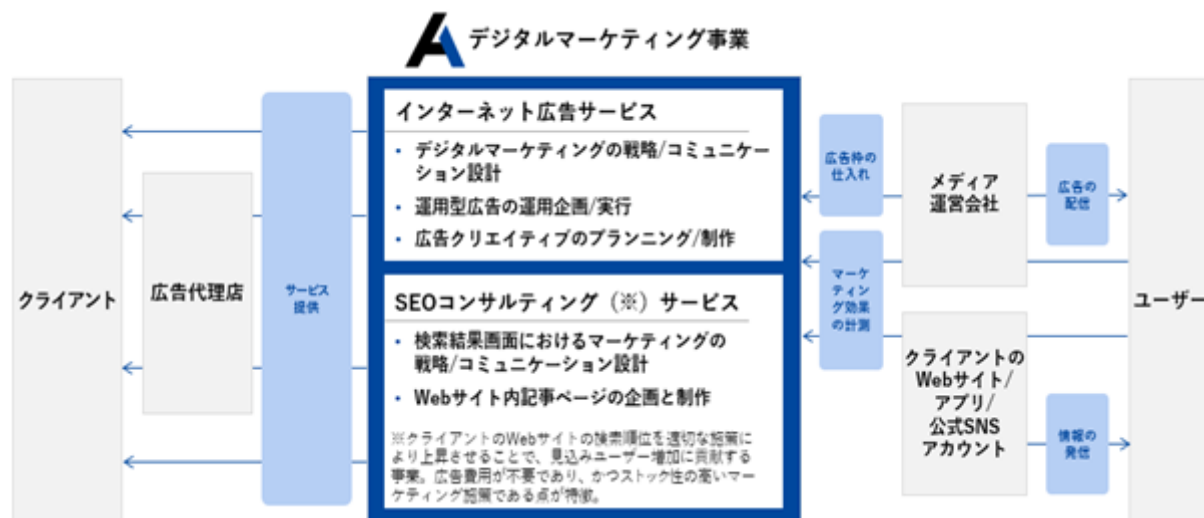 デジタルマーケティング事業
クライアント
広告代理店
サービス
提供
インターネット広告サービス
・ デジタルマーケティングの戦略/コミュニケー
ション設計
・ 運用型広告の運用企画/実行
・ 広告クリエイティブのプランニング/制作
SEOコンサルティング（※）サービス
・ 検索結果画面におけるマーケティングの
戦略/コミュニケーション設計
・ Webサイト内記事ページの企画と制作
※クライアントのWebサイトの検索順位を適切な施策に
より上昇させることで、見込みユーザー増加に貢献する
事業。広告費用が不要であり、かつストック性の高いマー
ケティング施策である点が特徴。
広告枠の
仕入れ
マーケ
ティン
グ効果
の計測
メディア
運営会社
クライアントの
Webサイト/
アプリ/
公式SNS
アカウント
広告の
配信
情報の
発信
ユーザー